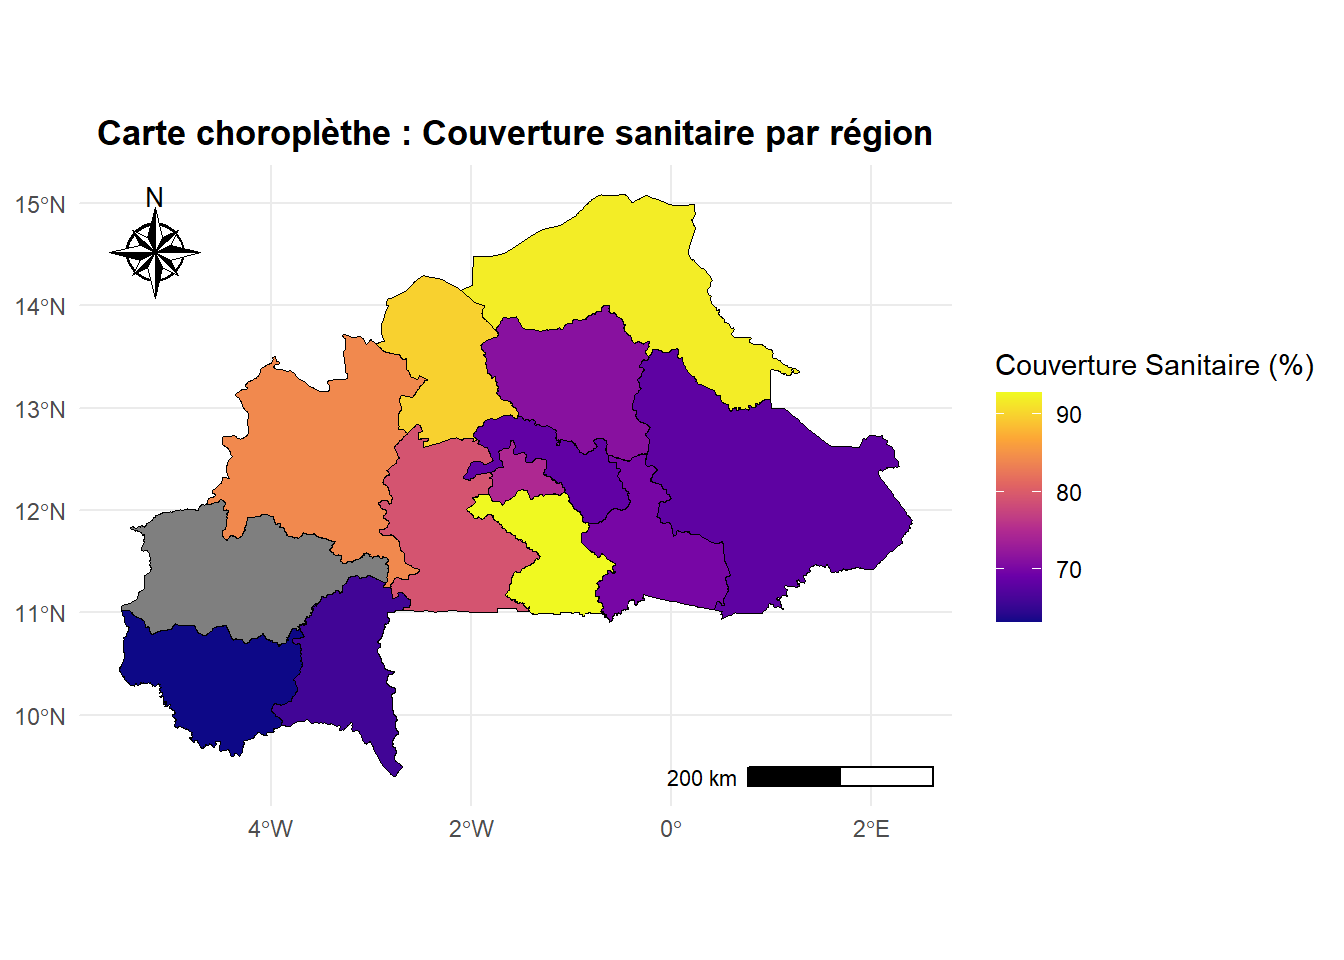 Carte choroplèthe : Couverture sanitaire par région
N
15°N
14°N
13°N
12°N
11°N
10°N
4°W
2°W
0°
2°E
200 km
Couverture Sanitaire (%)
90
80
70